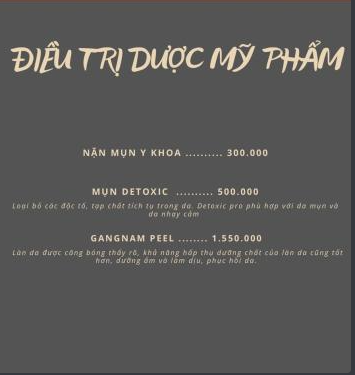 ĐIỀU TRỊ DƯỢC MỸ PHẨM
NẶN MỤN Y KHOA .......... 300.000
MỤN DETOXIC .......... 500.000
Loại bỏ các độc tố, tạp chất tích tụ trong da. Detoxic pro phù hợp với da mụn và
da nhạy cảm
GANGNAM PEEL ........ 1.550.000
Làn da được căng bóng thấy rõ, khả năng hấp thụ dưỡng chất của làn da cũng tốt
hơn, dưỡng ẩm và làm dịu, phục hồi da.